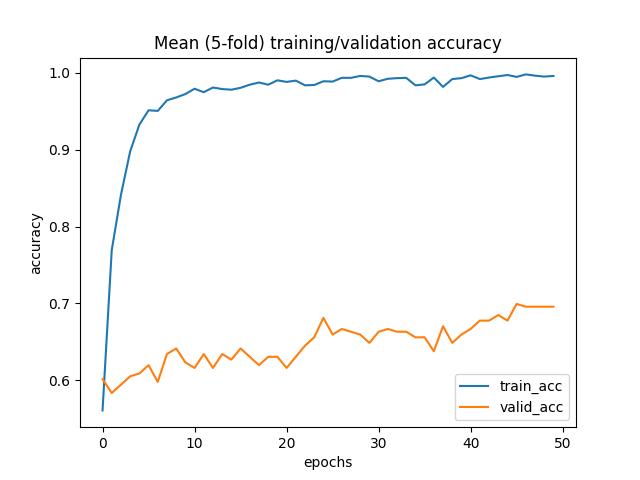 Mean (5-fold) training/validation accuracy
1.0
0.9
0.8
0.7
0.6
accuracy
train_acc
valid_acc
0 10 20 30 40 50
epochs